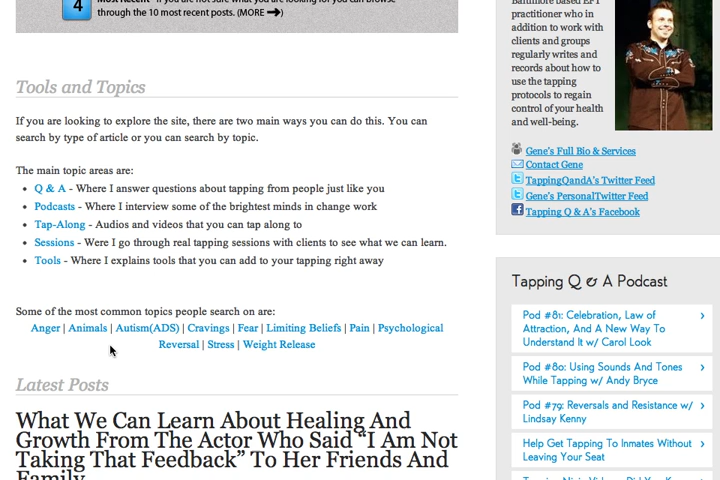 4
Most Recent - If you are not sure what you are looking for you can browse
through the 10 most recent posts. (MORE ➔)
Tools and Topics
If you are looking to explore the site, there are two main ways you can do this. You can
search by type of article or you can search by topic.
The main topic areas are:
Q & A - Where I answer questions about tapping from people just like you
Podcasts - Where I interview some of the brightest minds in change work
Tap-Along - Audios and videos that you can tap along to
Sessions - Were I go through real tapping sessions with clients to see what we can learn.
Tools - Where I explains tools that you can add to your tapping right away
Some of the most common topics people search on are:
Anger | Animals | Autism(ADS) | Cravings | Fear | Limiting Beliefs | Pain | Psychological
Reversal | Stress | Weight Release
Latest Posts
What We Can Learn About Healing And
Growth From The Actor Who Said “I Am Not
Taking That Feedback” To Her Friends And
Family
Baltimore based EFT
practitioner who in
addition to work with
clients and groups
regularly writes and
records about how to
use the tapping
protocols to regain
control of your health
and well-being.
Gene's Full Bio & Services
Contact Gene
TappingQandA's Twitter Feed
Gene's PersonalTwitter Feed
Tapping Q & A's Facebook
Tapping Q & A Podcast
Pod #81: Celebration, Law of
Attraction, And A New Way To
Understand It w/ Carol Look
Pod #80: Using Sounds And Tones
While Tapping w/ Andy Bryce
Pod #79: Reversals and Resistance w/
Lindsay Kenny
Help Get Tapping To Inmates Without
Leaving Your Seat